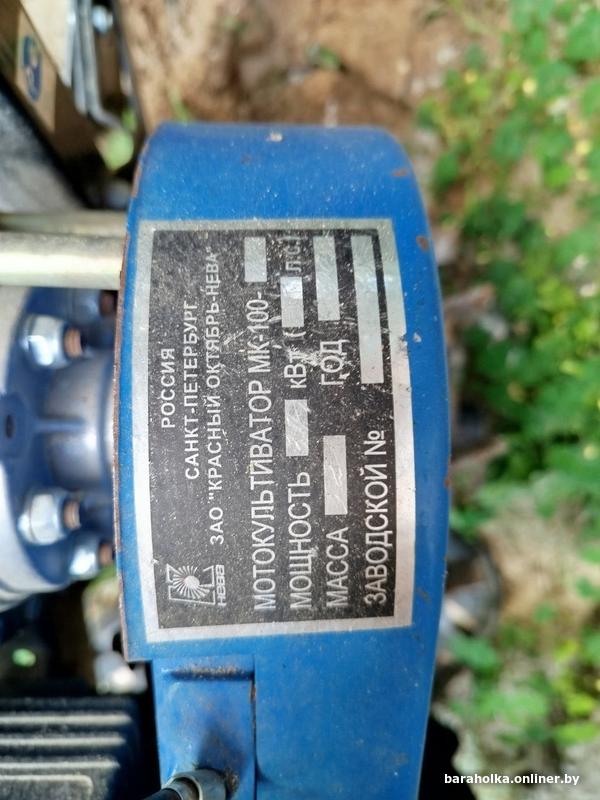 РОССИЯ
САНКТ-ПЕТЕРБУРГ
ЗАО "КРАСНЫЙ ОКТЯБРЬ-НЕВА"
НЕВА
МОТОКУЛЬТИВАТОР МК-100-
МОЩНОСТЬ кВт ( Л.С.)
МАССА ГОД
ЗАВОДСКОЙ №
baraholka.onliner.by